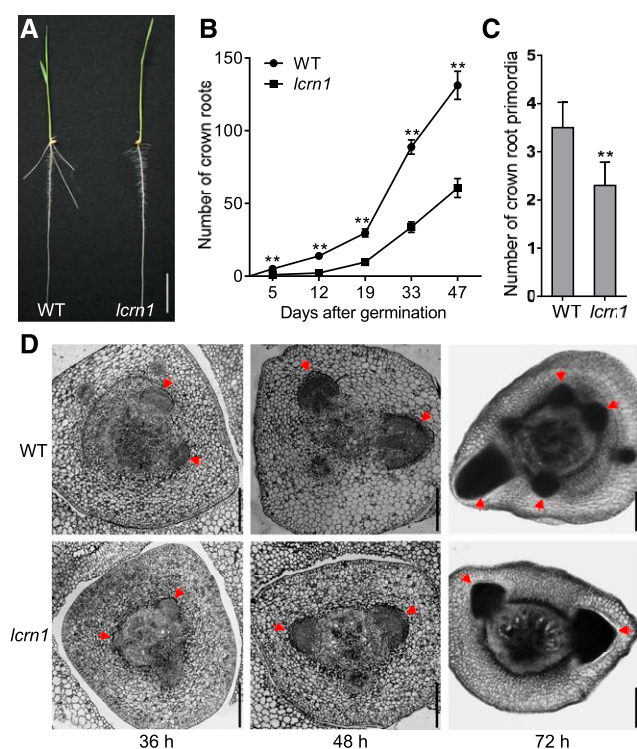 A
WT
lcrn1
B
Number of crown roots
150
100
50
0
WT
lcrn1
**
**
**
**
**
5 12 19 33 47
Days after germination
C
Number of crown root primordia
5
4
3
2
1
0
**
WT lcrn1
D
WT
lcrn1
36 h 48 h 72 h